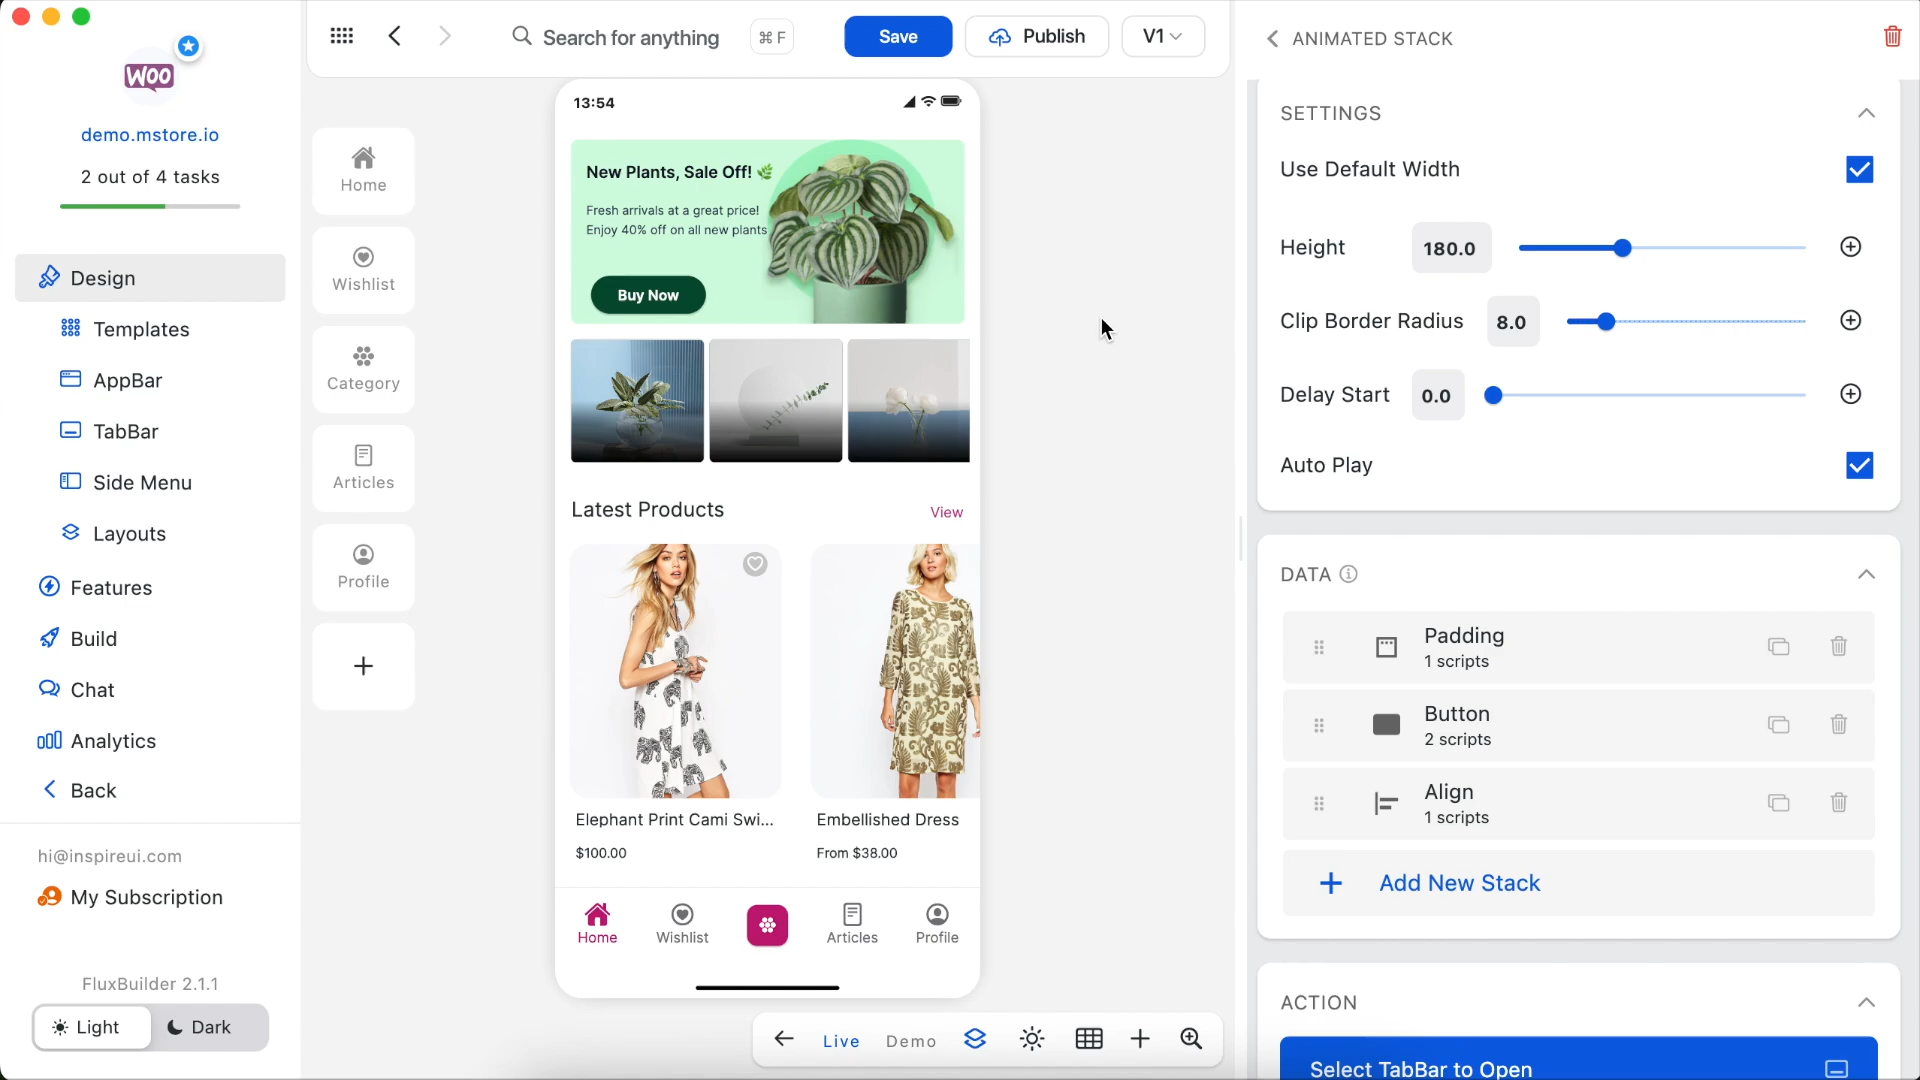 WOO
demo.mstore.io
2 out of 4 tasks
Design
Templates
AppBar
TabBar
Side Menu
Layouts
Features
Build
Chat
Analytics
Back
hi@inspireui.com
My Subscription
FluxBuilder 2.1.1
Light
Dark
Search for anything
⌘ F
Save
Publish
V1
Home
Wishlist
Category
Articles
Profile
13:54
New Plants, Sale Off! 🌿
Fresh arrivals at a great price!
Enjoy 40% off on all new plants
Buy Now
Latest Products
View
Elephant Print Cami Swi...
$100.00
Embellished Dress
From $38.00
Home
Wishlist
Articles
Profile
Live
Demo
ANIMATED STACK
SETTINGS
Use Default Width
Height
180.0
Clip Border Radius
8.0
Delay Start
0.0
Auto Play
DATA
Padding
1 scripts
Button
2 scripts
Align
1 scripts
Add New Stack
ACTION
Select TabBar to Open